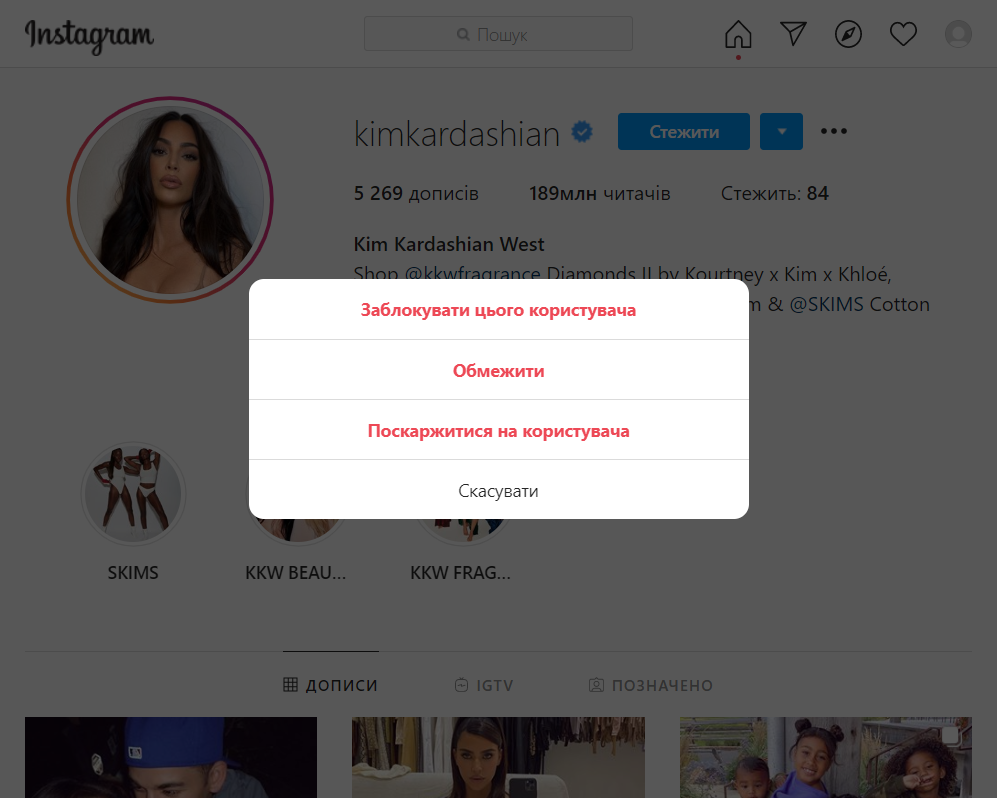 Instagram
Пошук
kimkardashian
Стежити
5 269 дописів 189млн читачів Стежить: 84
Kim Kardashian West
Shop @kkwfragrance Diamonds II by Kourtney x Kim x Khloé,
& @SKIMS Cotton
Заблокувати цього користувача
Обмежити
Поскаржитися на користувача
Скасувати
SKIMS KKW BEAU... KKW FRAG...
ДОПИСИ IGTV ПОЗНАЧЕНО